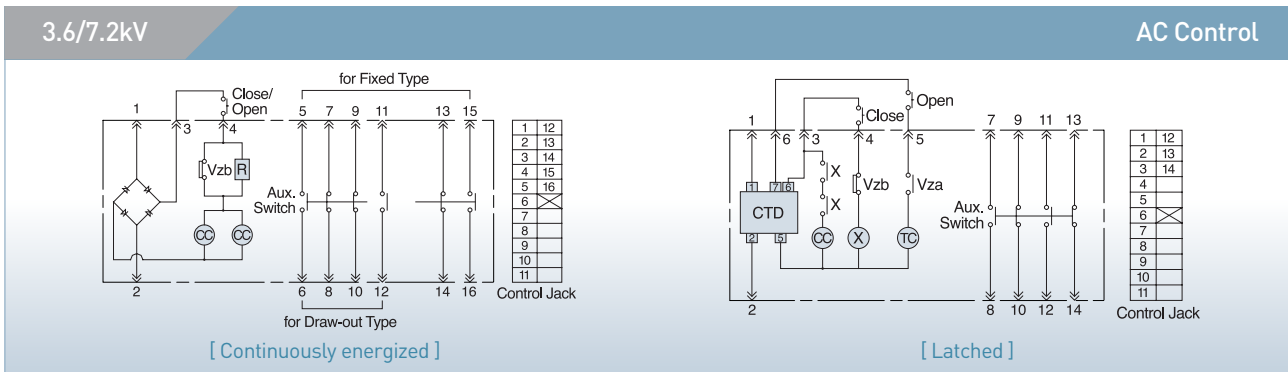 3.6/7.2kV
AC Control
for Fixed Type
Close/
Open
1
3
4
5 7 9 11 13 15
Vzb R
Aux.
Switch
CC CC
2
6 8 10 12 14 16
for Draw-out Type
1 12
2 13
3 14
4 15
5 16
6
7
8
9
10
11
Control Jack
[ Continuously energized ]
Open
Close
1 6 3 4 5 7 9 11 13
1 7 6
CTD
2 5
X
X
Vzb
Vza
CC X TC
Aux.
Switch
2
8 10 12 14
1 12
2 13
3 14
4
5
6
7
8
9
10
11
Control Jack
[ Latched ]